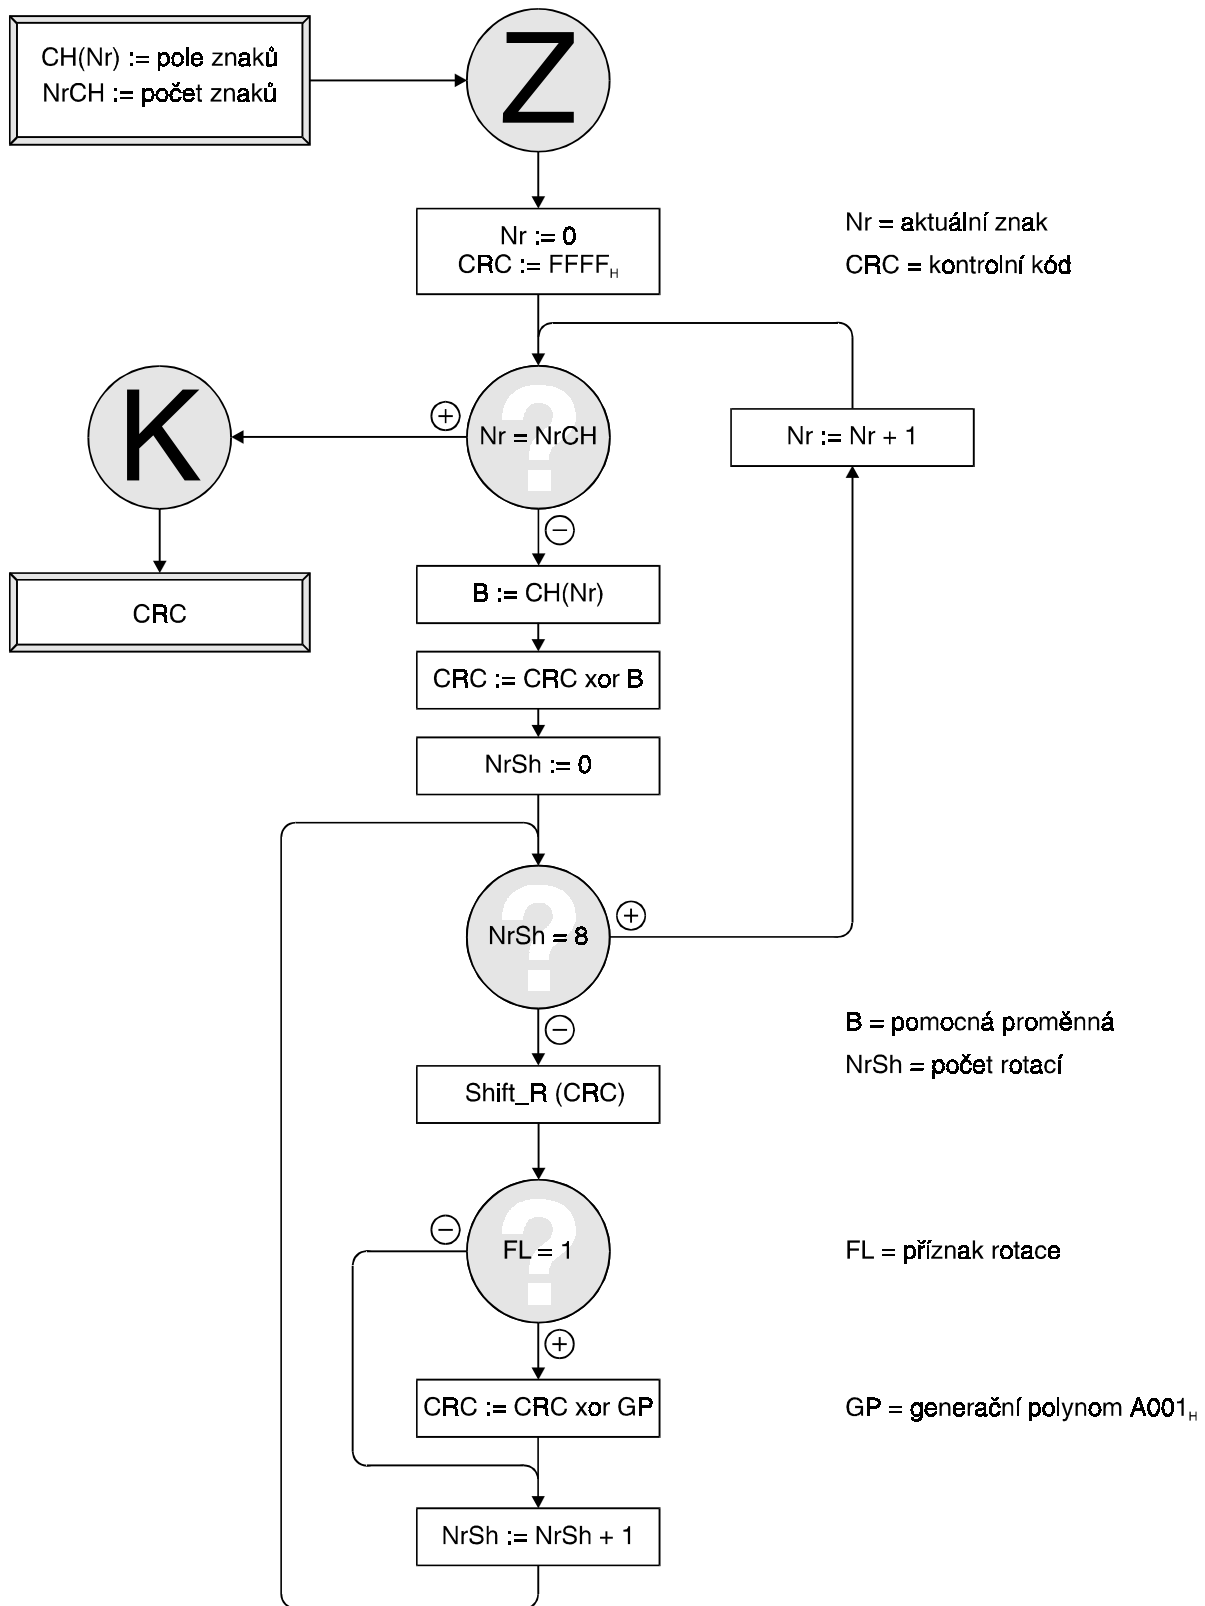 CH(Nr) := pole znaků
NrCH := počet znaků
Z
Nr := 0
CRC := FFFFH
Nr = aktuální znak
CRC = kontrolní kód
K
+
?
Nr = NrCH
Nr := Nr + 1
−
B := CH(Nr)
CRC
CRC := CRC xor B
NrSh := 0
?
NrSh = 8
+
−
B = pomocná proměnná
NrSh = počet rotací
Shift_R (CRC)
−
?
FL = 1
FL = příznak rotace
+
CRC := CRC xor GP
GP = generační polynom A001H
NrSh := NrSh + 1